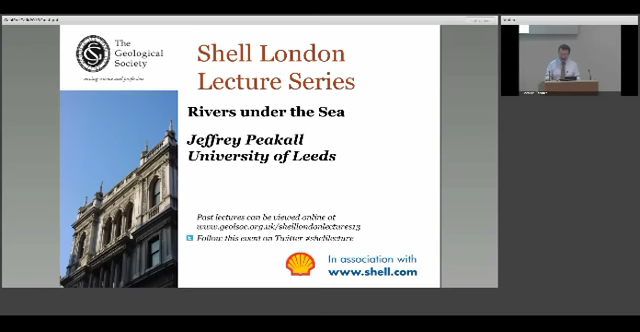 The
Geological
Society
Shell London
Lecture Series
Rivers under the Sea
Jeffrey Peakall
University of Leeds
Past lectures can be viewed online at
www.geolsoc.org.uk/shelllondonlectures13
Follow this event on Twitter #shelllecture
In association with
www.shell.com